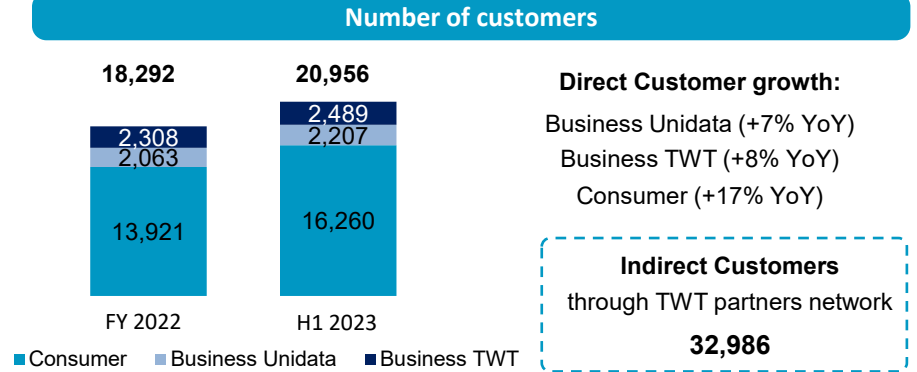 Number of customers
18,292
20,956
2,308
2,063
13,921
2,489
2,207
16,260
FY 2022
H1 2023
Consumer
Business Unidata
Business TWT
Direct Customer growth:
Business Unidata (+7% YoY)
Business TWT (+8% YoY)
Consumer (+17% YoY)
Indirect Customers
through TWT partners network
32,986